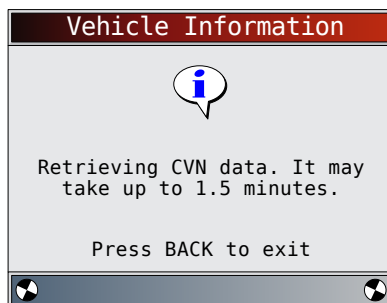 Vehicle Information
Retrieving CVN data. It may
take up to 1.5 minutes.
Press BACK to exit